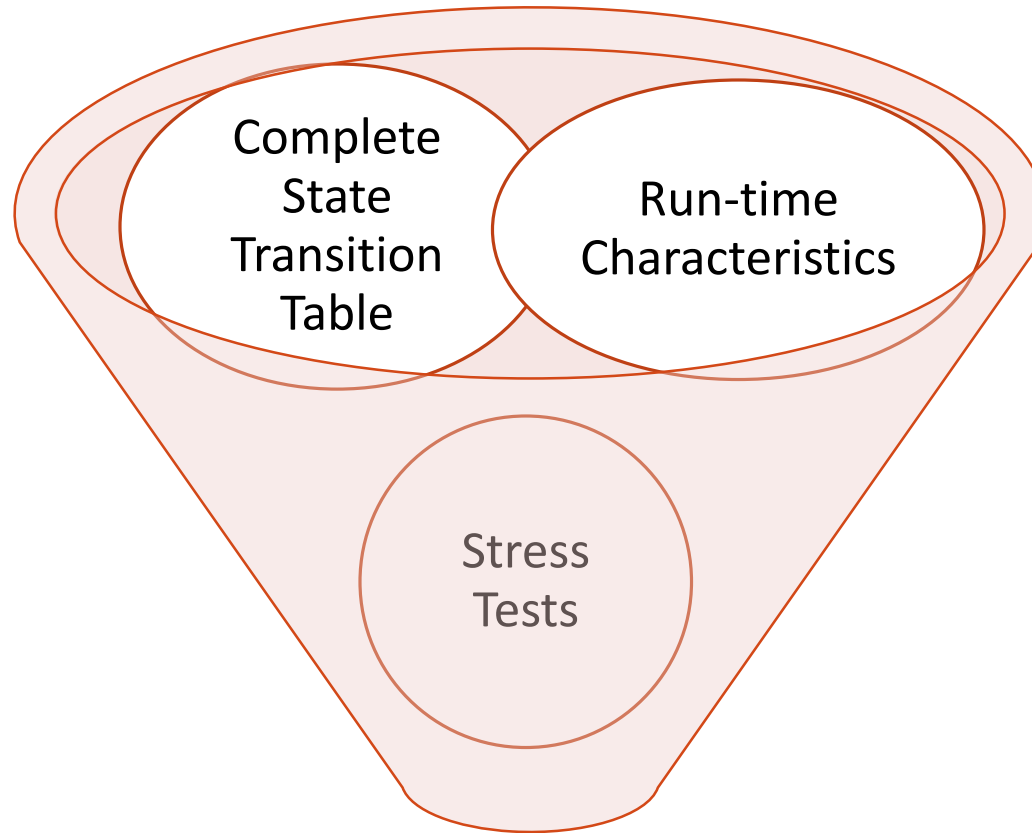 Complete
State
Transition
Table
Run-time
Characteristics
Stress
Tests